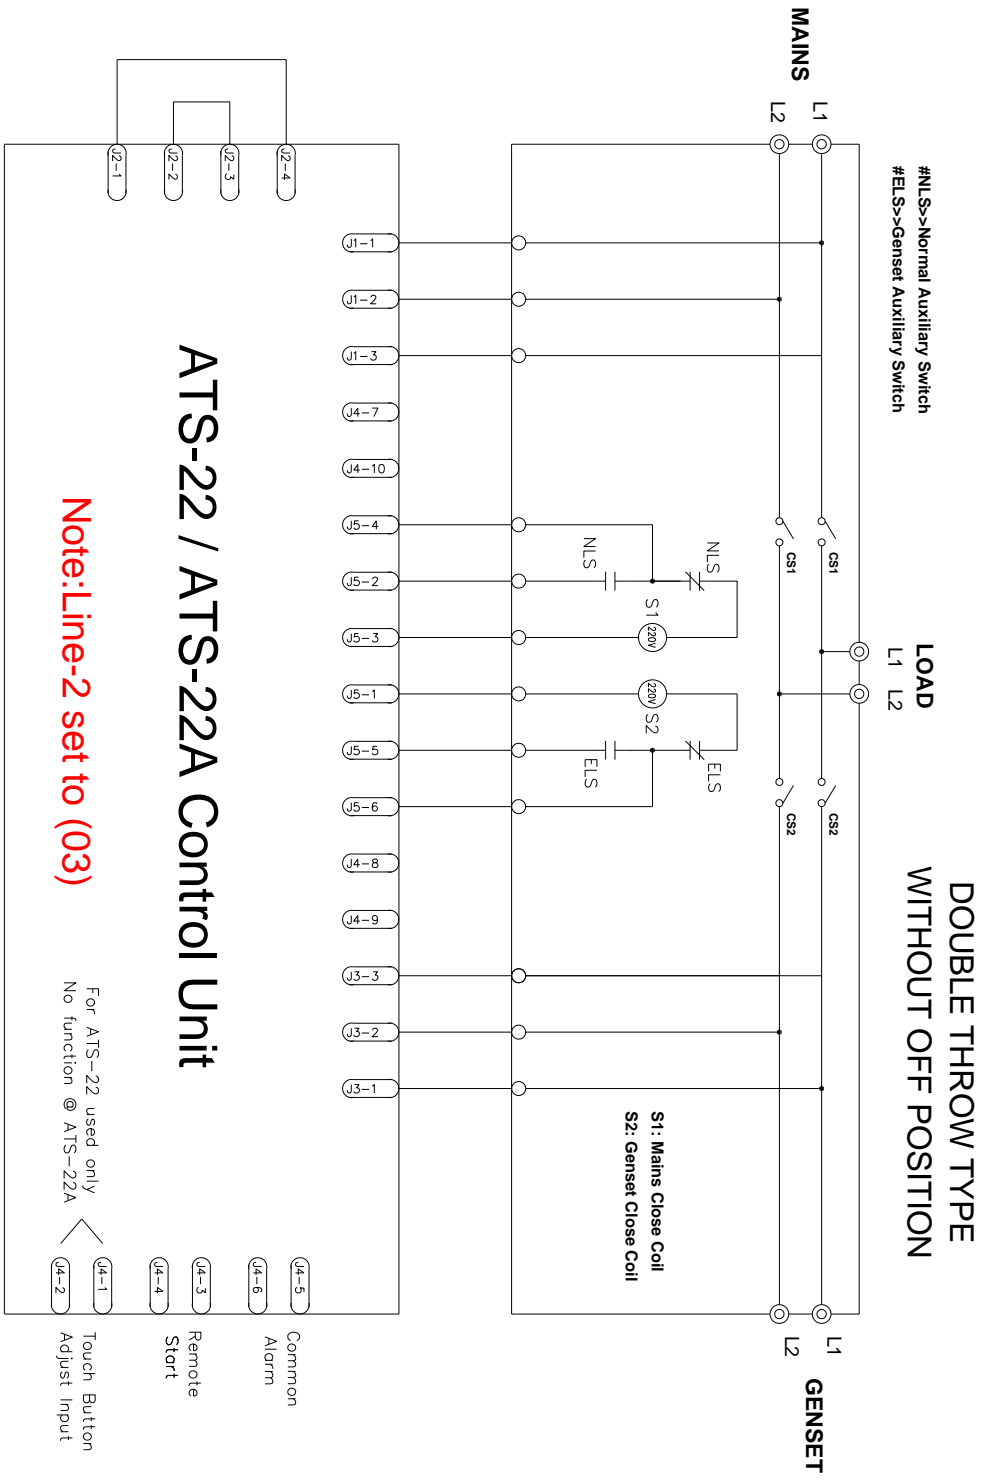 DOUBLE THROW TYPE
WITHOUT OFF POSITION
#NLS>>Normal Auxiliary Switch
#ELS>>Genset Auxiliary Switch
LOAD
L1 L2
MAINS
L1
L2
CS1
CS1
CS2
CS2
L1
L2
GENSET
NLS
NLS
S1
220V
220V
S2
ELS
ELS
S1: Mains Close Coil
S2: Genset Close Coil
J1-1
J1-2
J1-3
J4-7
J4-10
J5-4
J5-2
J5-3
J5-1
J5-5
J5-6
J4-8
J4-9
J3-3
J3-2
J3-1
J2-4
J2-3
J2-2
J2-1
ATS-22 / ATS-22A Control Unit
Note:Line-2 set to (03)
For ATS-22 used only
No function @ ATS-22A
J4-5
J4-6
J4-3
J4-4
J4-1
J4-2
Common
Alarm
Remote
Start
Touch Button
Adjust Input